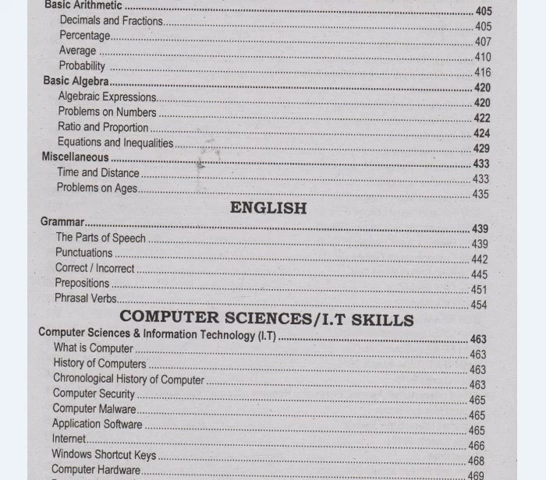 Basic Arithmetic ........ 405
Decimals and Fractions........ 405
Percentage........ 407
Average ........ 410
Probability ........ 416
Basic Algebra........ 420
Algebraic Expressions........ 420
Problems on Numbers ........ 422
Ratio and Proportion ........ 424
Equations and Inequalities........ 429
Miscellaneous ........ 433
Time and Distance ........ 433
Problems on Ages........ 435
ENGLISH
Grammar........ 439
The Parts of Speech ........ 439
Punctuations ........ 442
Correct / Incorrect ........ 445
Prepositions ........ 451
Phrasal Verbs........ 454
COMPUTER SCIENCES/I.T SKILLS
Computer Sciences & Information Technology (I.T) ........ 463
What is Computer ........ 463
History of Computers ........ 463
Chronological History of Computer ........ 463
Computer Security ........ 465
Computer Malware........ 465
Application Software ........ 465
Internet........ 466
Windows Shortcut Keys ........ 468
Computer Hardware........ 469